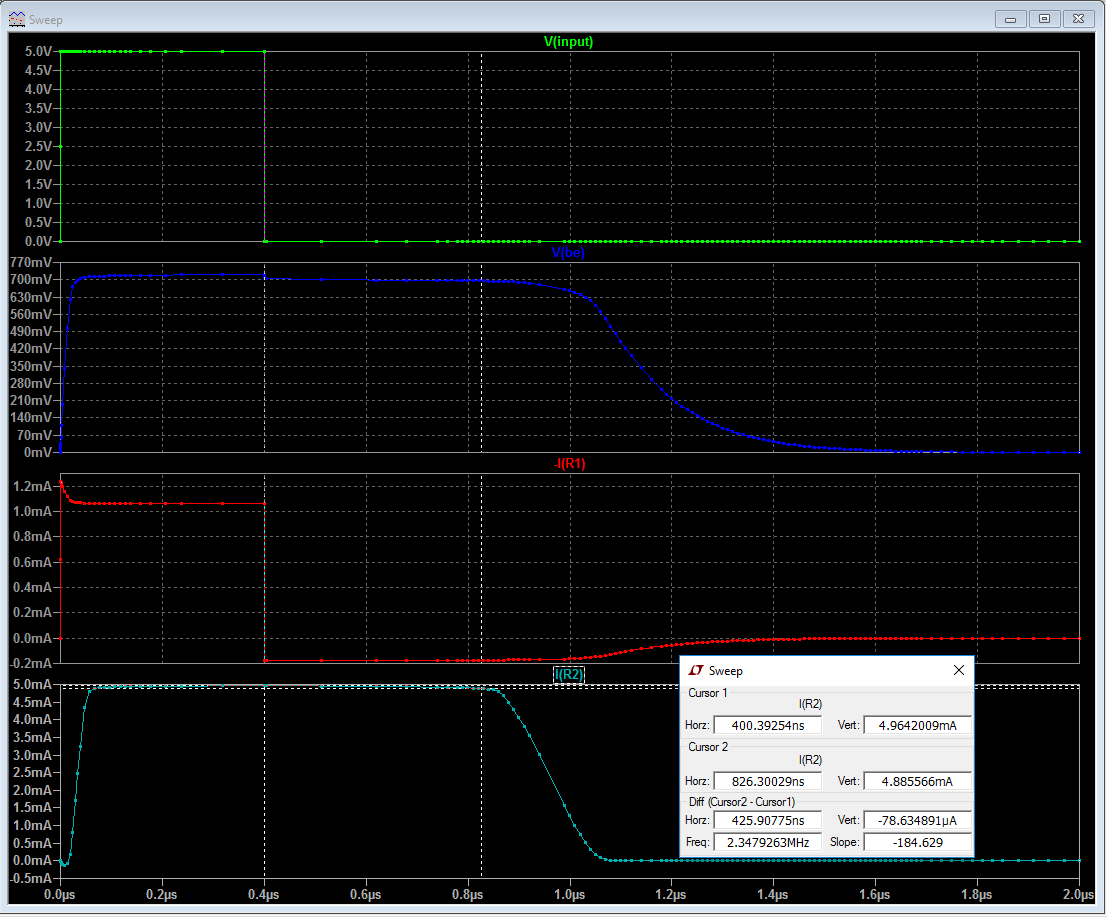 Sweep
V(input)
5.0V
4.5V
4.0V
3.5V
3.0V
2.5V
2.0V
1.5V
1.0V
0.5V
0.0V
V(be)
770mV
700mV
630mV
560mV
490mV
420mV
350mV
280mV
210mV
140mV
70mV
0mV
-I(R1)
1.2mA
1.0mA
0.8mA
0.6mA
0.4mA
0.2mA
0.0mA
-0.2mA
I(R2)
5.0mA
4.5mA
4.0mA
3.5mA
3.0mA
2.5mA
2.0mA
1.5mA
1.0mA
0.5mA
0.0mA
-0.5mA
0.0µs 0.2µs 0.4µs 0.6µs 0.8µs 1.0µs 1.2µs 1.4µs 1.6µs 1.8µs 2.0µs
Sweep
Cursor 1
I(R2)
Horz: 400.39254ns Vert: 4.9642009mA
Cursor 2
I(R2)
Horz: 826.30029ns Vert: 4.885566mA
Diff (Cursor2 - Cursor1)
Horz: 425.90775ns Vert: -78.634891µA
Freq: 2.3479263MHz Slope: -184.629